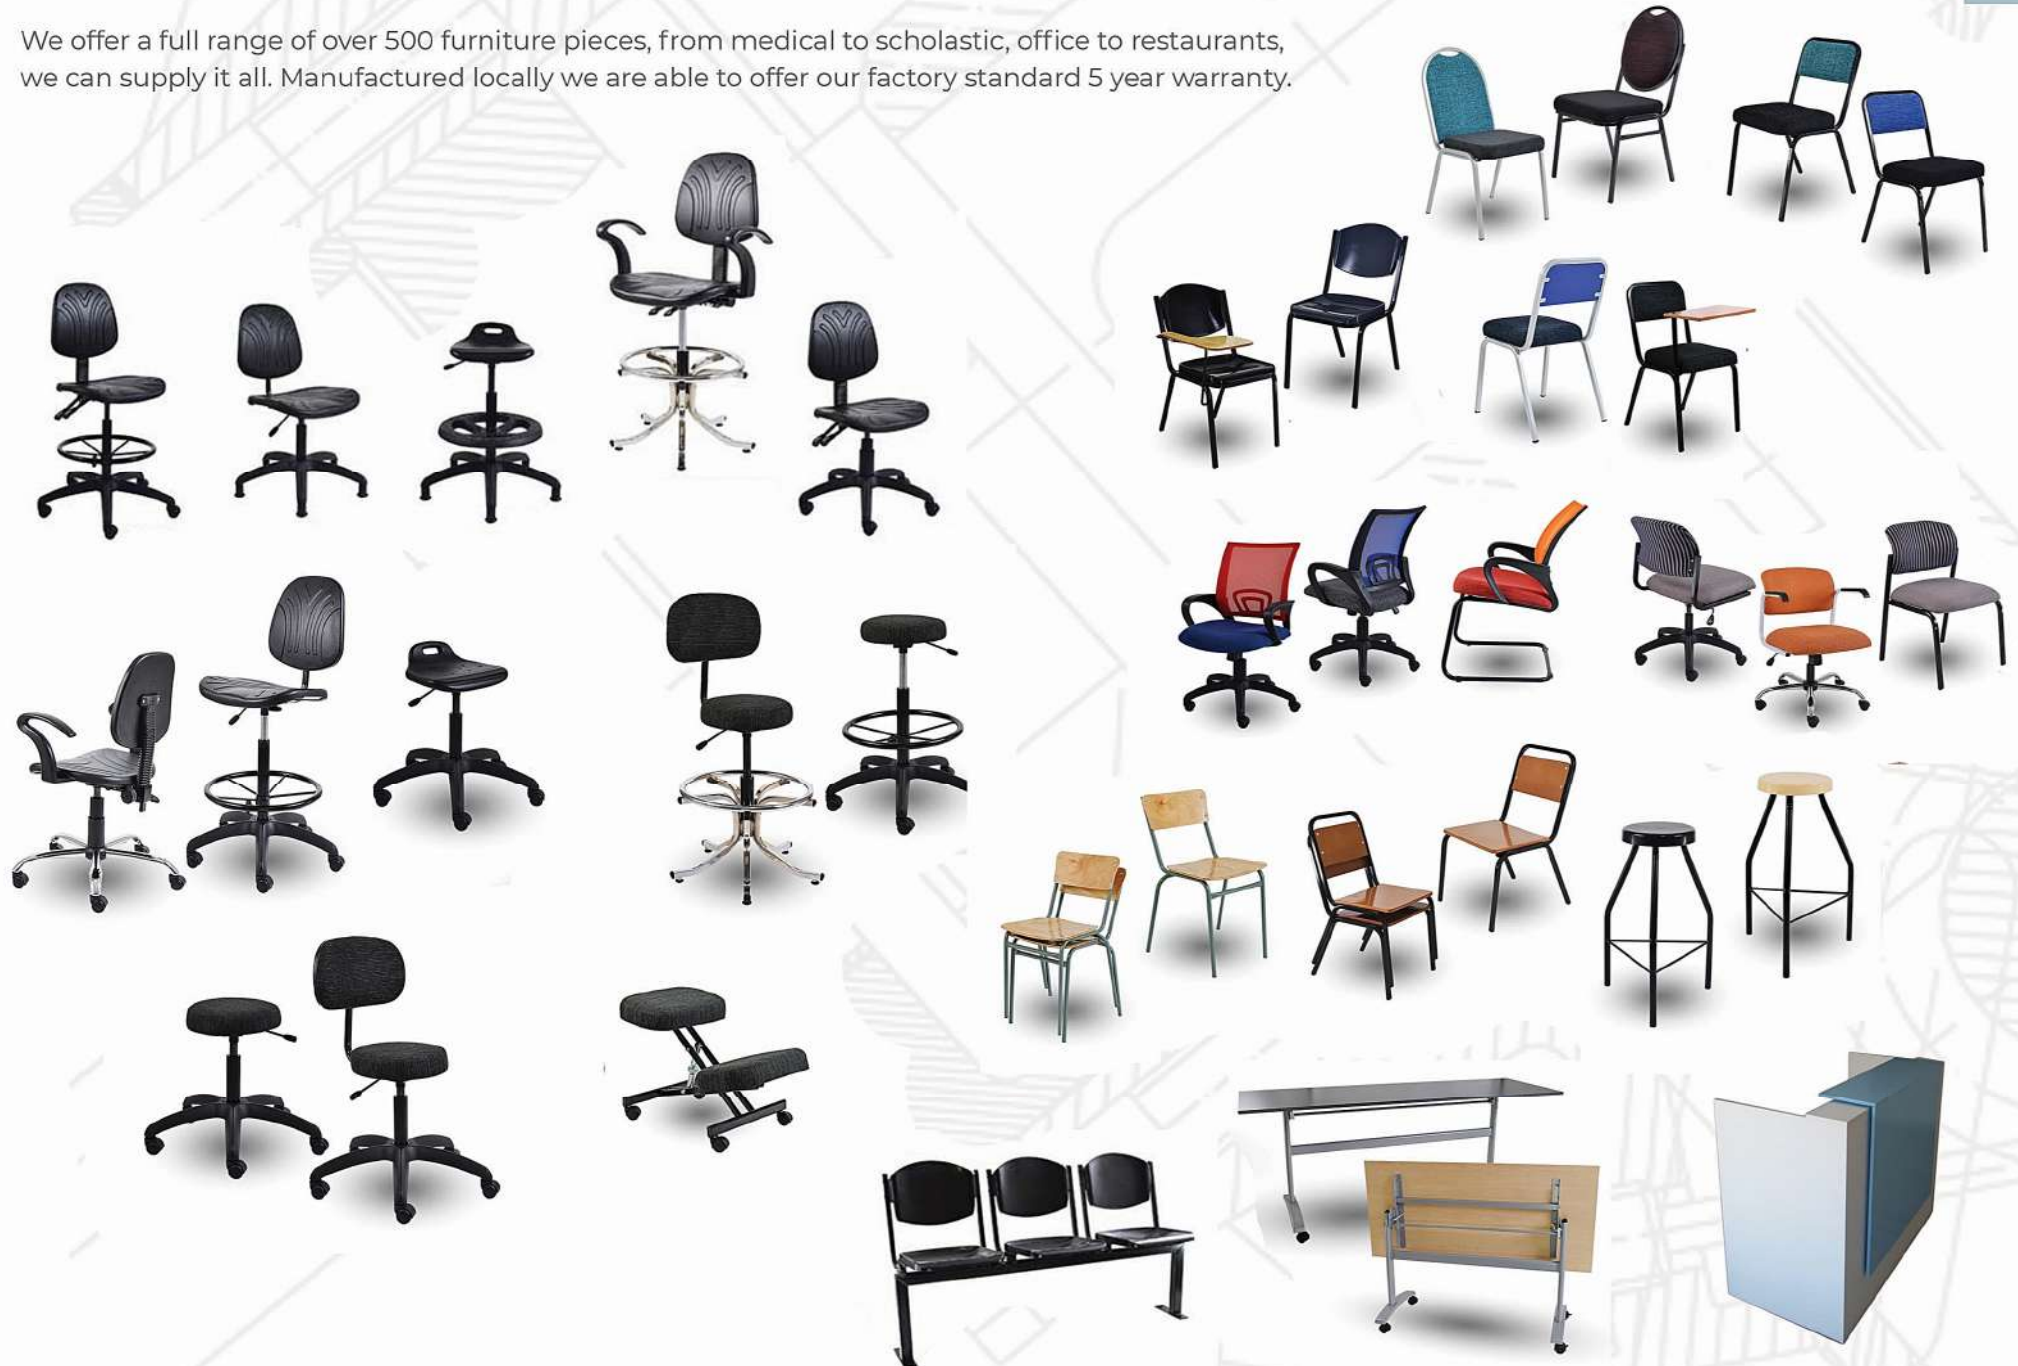 We offer a full range of over 500 furniture pieces, from medical to scholastic, office to restaurants,
we can supply it all. Manufactured locally we are able to offer our factory standard 5 year warranty.